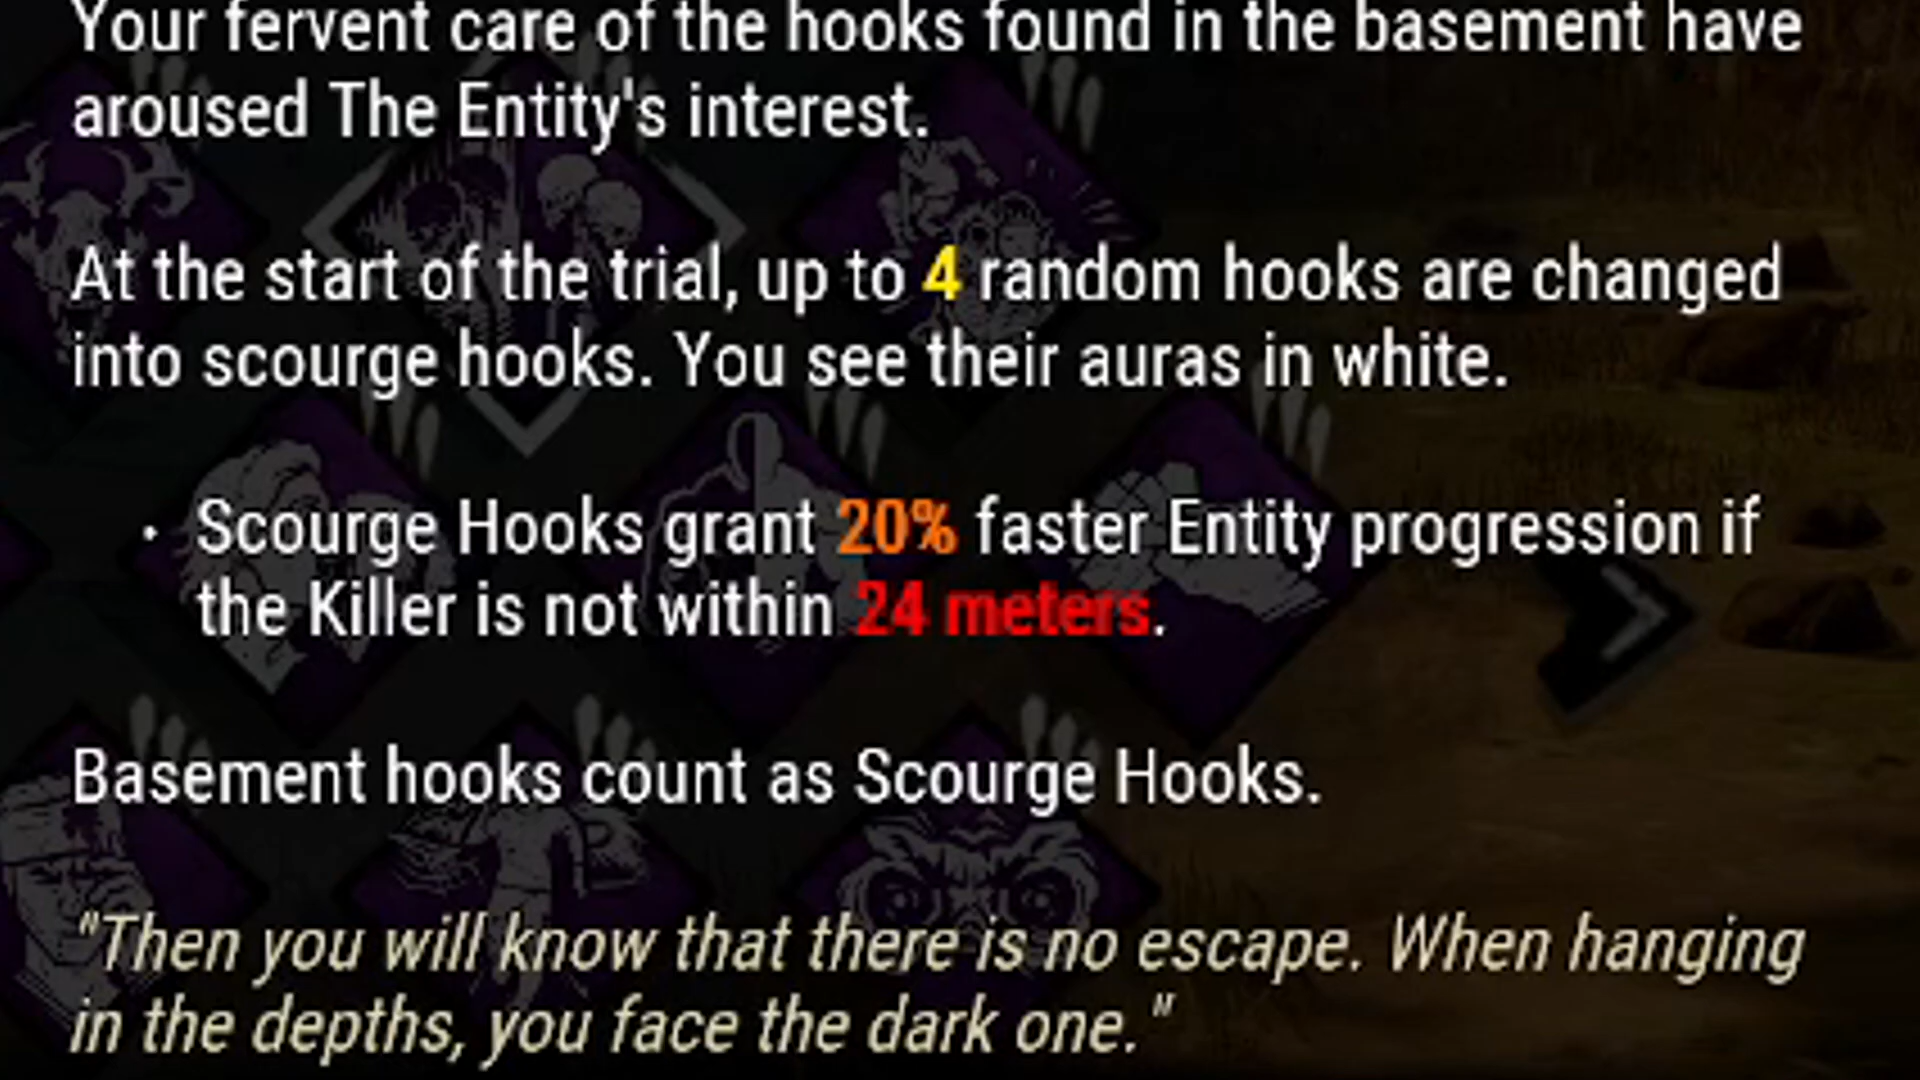 Your fervent care of the hooks found in the basement have
aroused The Entity's interest.
At the start of the trial, up to 4 random hooks are changed
into scourge hooks. You see their auras in white.
• Scourge Hooks grant 20% faster Entity progression if
the Killer is not within 24 meters.
Basement hooks count as Scourge Hooks.
"Then you will know that there is no escape. When hanging
in the depths, you face the dark one."